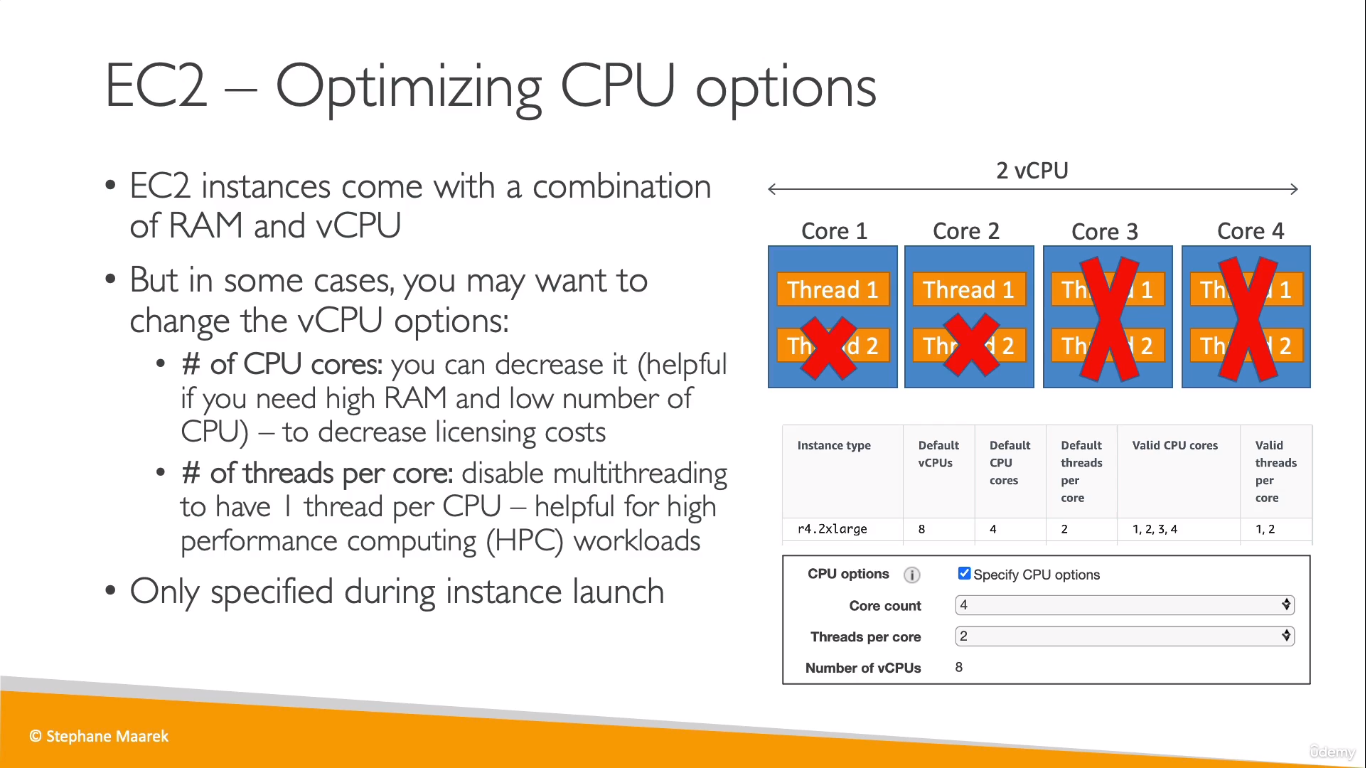 EC2 – Optimizing CPU options
• EC2 instances come with a combination
of RAM and vCPU
• But in some cases, you may want to
change the vCPU options:
• # of CPU cores: you can decrease it (helpful
if you need high RAM and low number of
CPU) – to decrease licensing costs
• # of threads per core: disable multithreading
to have 1 thread per CPU – helpful for high
performance computing (HPC) workloads
• Only specified during instance launch
2 vCPU
Core 1 Core 2 Core 3 Core 4
Thread 1 Thread 1 Th 1 Th 1
Th d 2 Th 2 Th 2 Th 2
Instance type Default vCPUs Default CPU cores Default threads per core Valid CPU cores Valid threads per core
r4.2xlarge 8 4 2 1, 2, 3, 4 1, 2
CPU options i Specify CPU options
Core count 4
Threads per core 2
Number of vCPUs 8
© Stephane Maarek
ûdemy